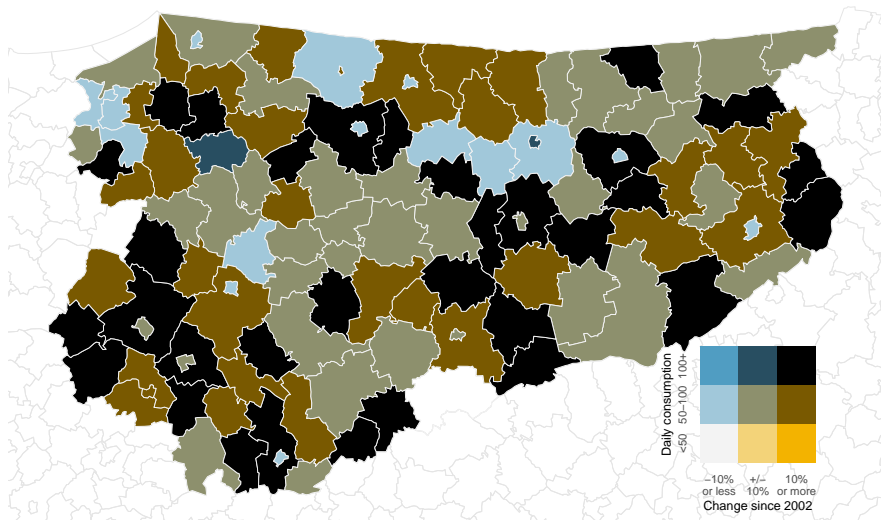 Daily consumption
100+
50–100
<50
–10%
or less
+/–
10%
10%
or more
Change since 2002